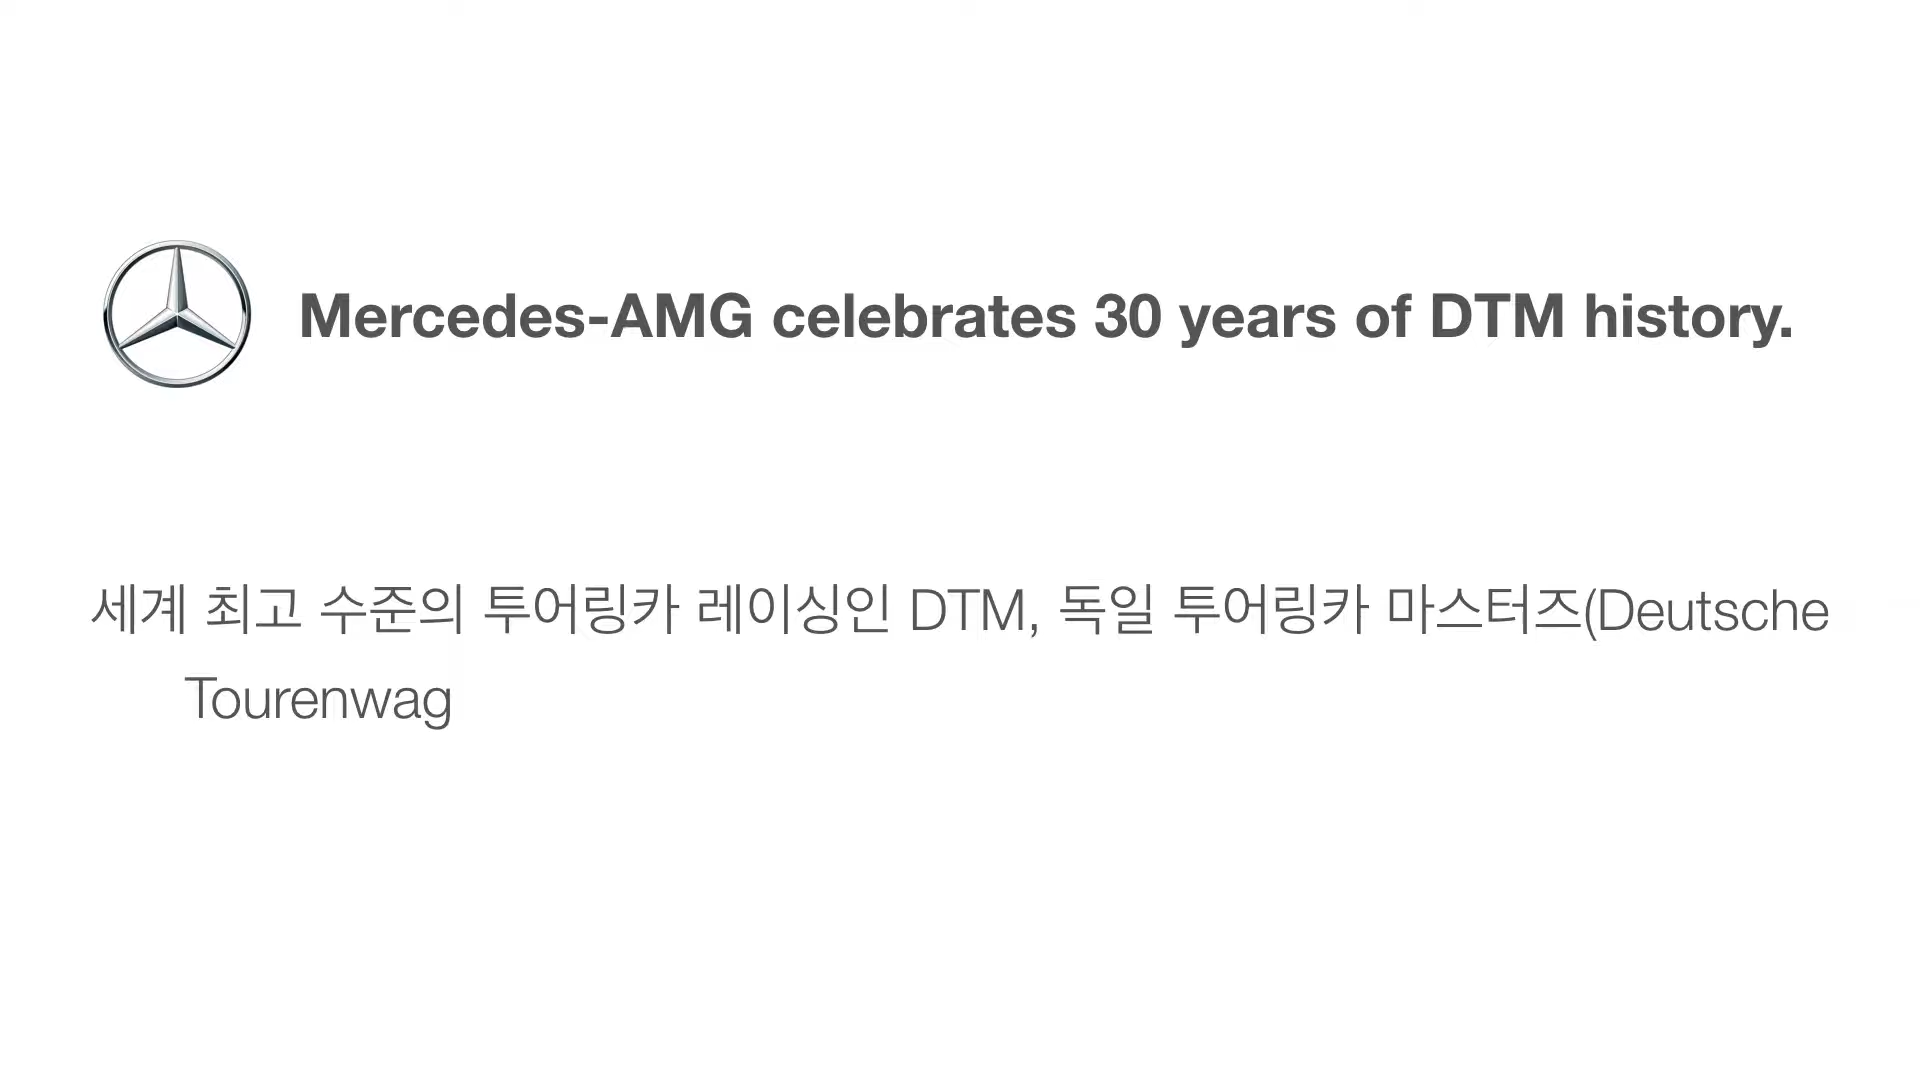 Mercedes-AMG celebrates 30 years of DTM history.
세계 최고 수준의 투어링카 레이싱인 DTM, 독일 투어링카 마스터즈(Deutsche
Tourenwag